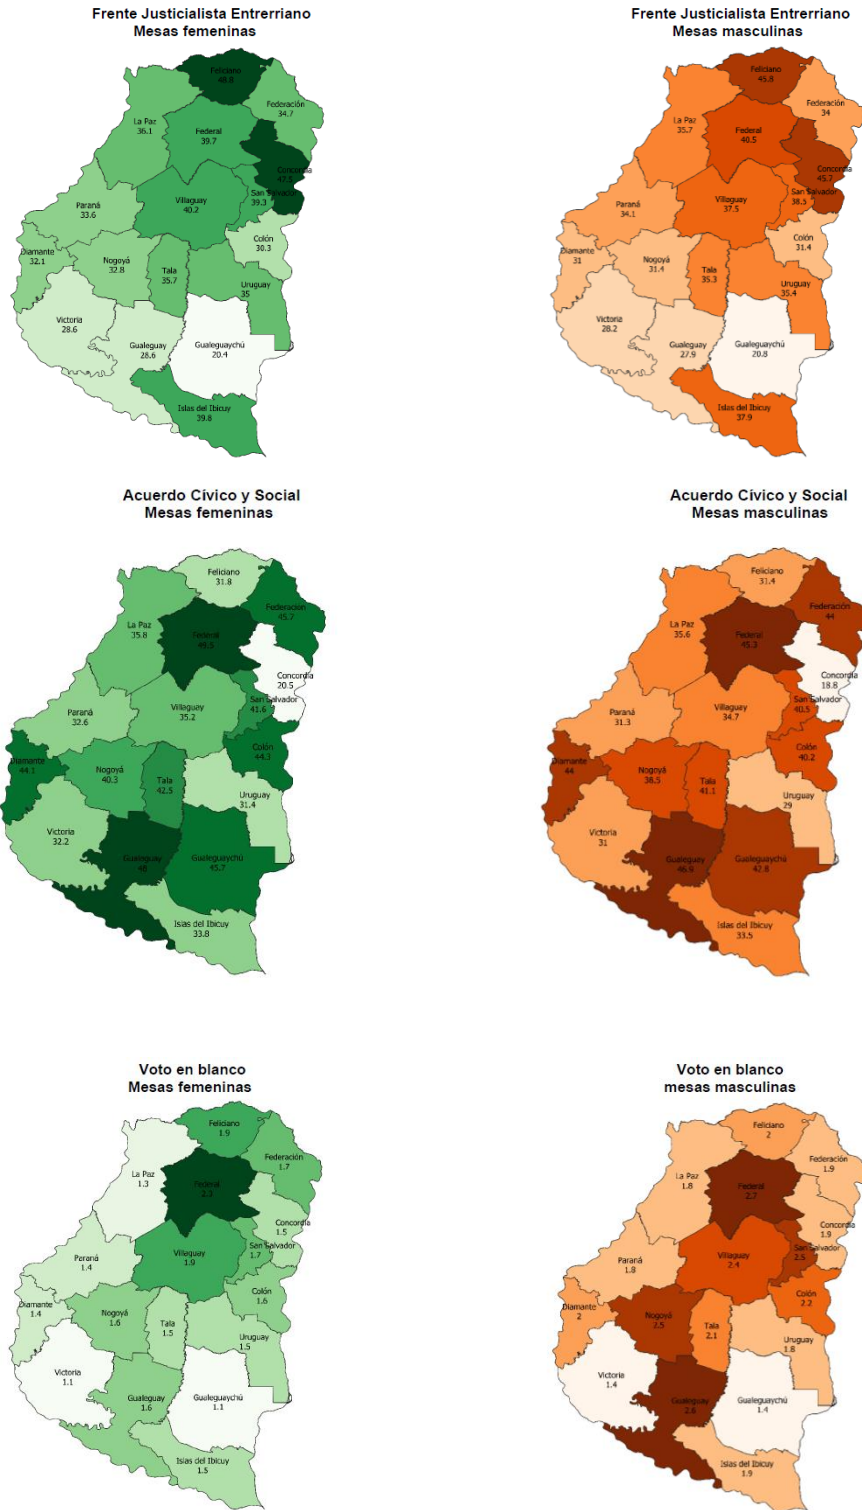 Frente Justicialista Entrerriano
Mesas femeninas
Feliciano
48.8
Federación
34.7
La Paz
36.1
Federal
39.7
Concordia
47.5
San Salvador
39.3
Villaguay
40.2
Paraná
33.6
Colón
30.3
Diamante
32.1
Nogoyá
32.8
Tala
35.7
Uruguay
35
Victoria
28.6
Gualeguay
28.6
Gualeguaychú
20.4
Islas del Ibicuy
39.8
Frente Justicialista Entrerriano
Mesas masculinas
Feliciano
45.8
Federación
34
La Paz
35.7
Federal
40.5
Concordia
45.7
San Salvador
38.5
Villaguay
37.5
Paraná
34.1
Colón
31.4
Diamante
31
Nogoyá
31.4
Tala
35.3
Uruguay
35.4
Victoria
28.2
Gualeguay
27.9
Gualeguaychú
20.8
Islas del Ibicuy
37.9
Acuerdo Cívico y Social
Mesas femeninas
Feliciano
31.8
Federación
45.7
La Paz
35.8
Federal
Concordia
20.5
San Salvador
41.6
Villaguay
35.2
Paraná
32.6
Colón
44.3
Diamante
44.1
Nogoyá
40.3
Tala
42.5
Uruguay
31.4
Victoria
32.2
Gualeguay
48
Gualeguaychú
45.7
Islas del Ibicuy
33.8
Acuerdo Cívico y Social
Mesas masculinas
Feliciano
31.4
Federación
44
La Paz
35.6
Federal
45.3
Concordia
18.8
San Salvador
40.5
Villaguay
34.7
Paraná
31.3
Colón
40.2
Diamante
44
Nogoyá
38.5
Tala
41.1
Uruguay
29
Victoria
31
Gualeguay
46.9
Gualeguaychú
42.8
Islas del Ibicuy
33.5
Voto en blanco
Mesas femeninas
Feliciano
1.9
Federación
1.7
La Paz
1.3
Federal
2.3
Concordia
1.5
San Salvador
1.7
Villeguay
1.9
Paraná
1.4
Colón
1.6
Diamante
1.4
Nogoyá
1.6
Tala
1.5
Uruguay
1.5
Victoria
1.1
Gualeguay
1.6
Gualeguaychú
1.1
Islas del Ibicuy
1.5
Voto en blanco
mesas masculinas
Feliciano
2
Federación
1.9
La Paz
1.8
Federal
2.7
Concordia
1.9
San Salvador
2.5
Villaguay
2.4
Paraná
1.8
Colón
2.2
Diamante
2
Nogoyá
2.5
Tala
2.1
Uruguay
1.8
Victoria
1.4
Gualeguay
2.6
Gualeguaychú
1.4
Islas del Ibicuy
1.9